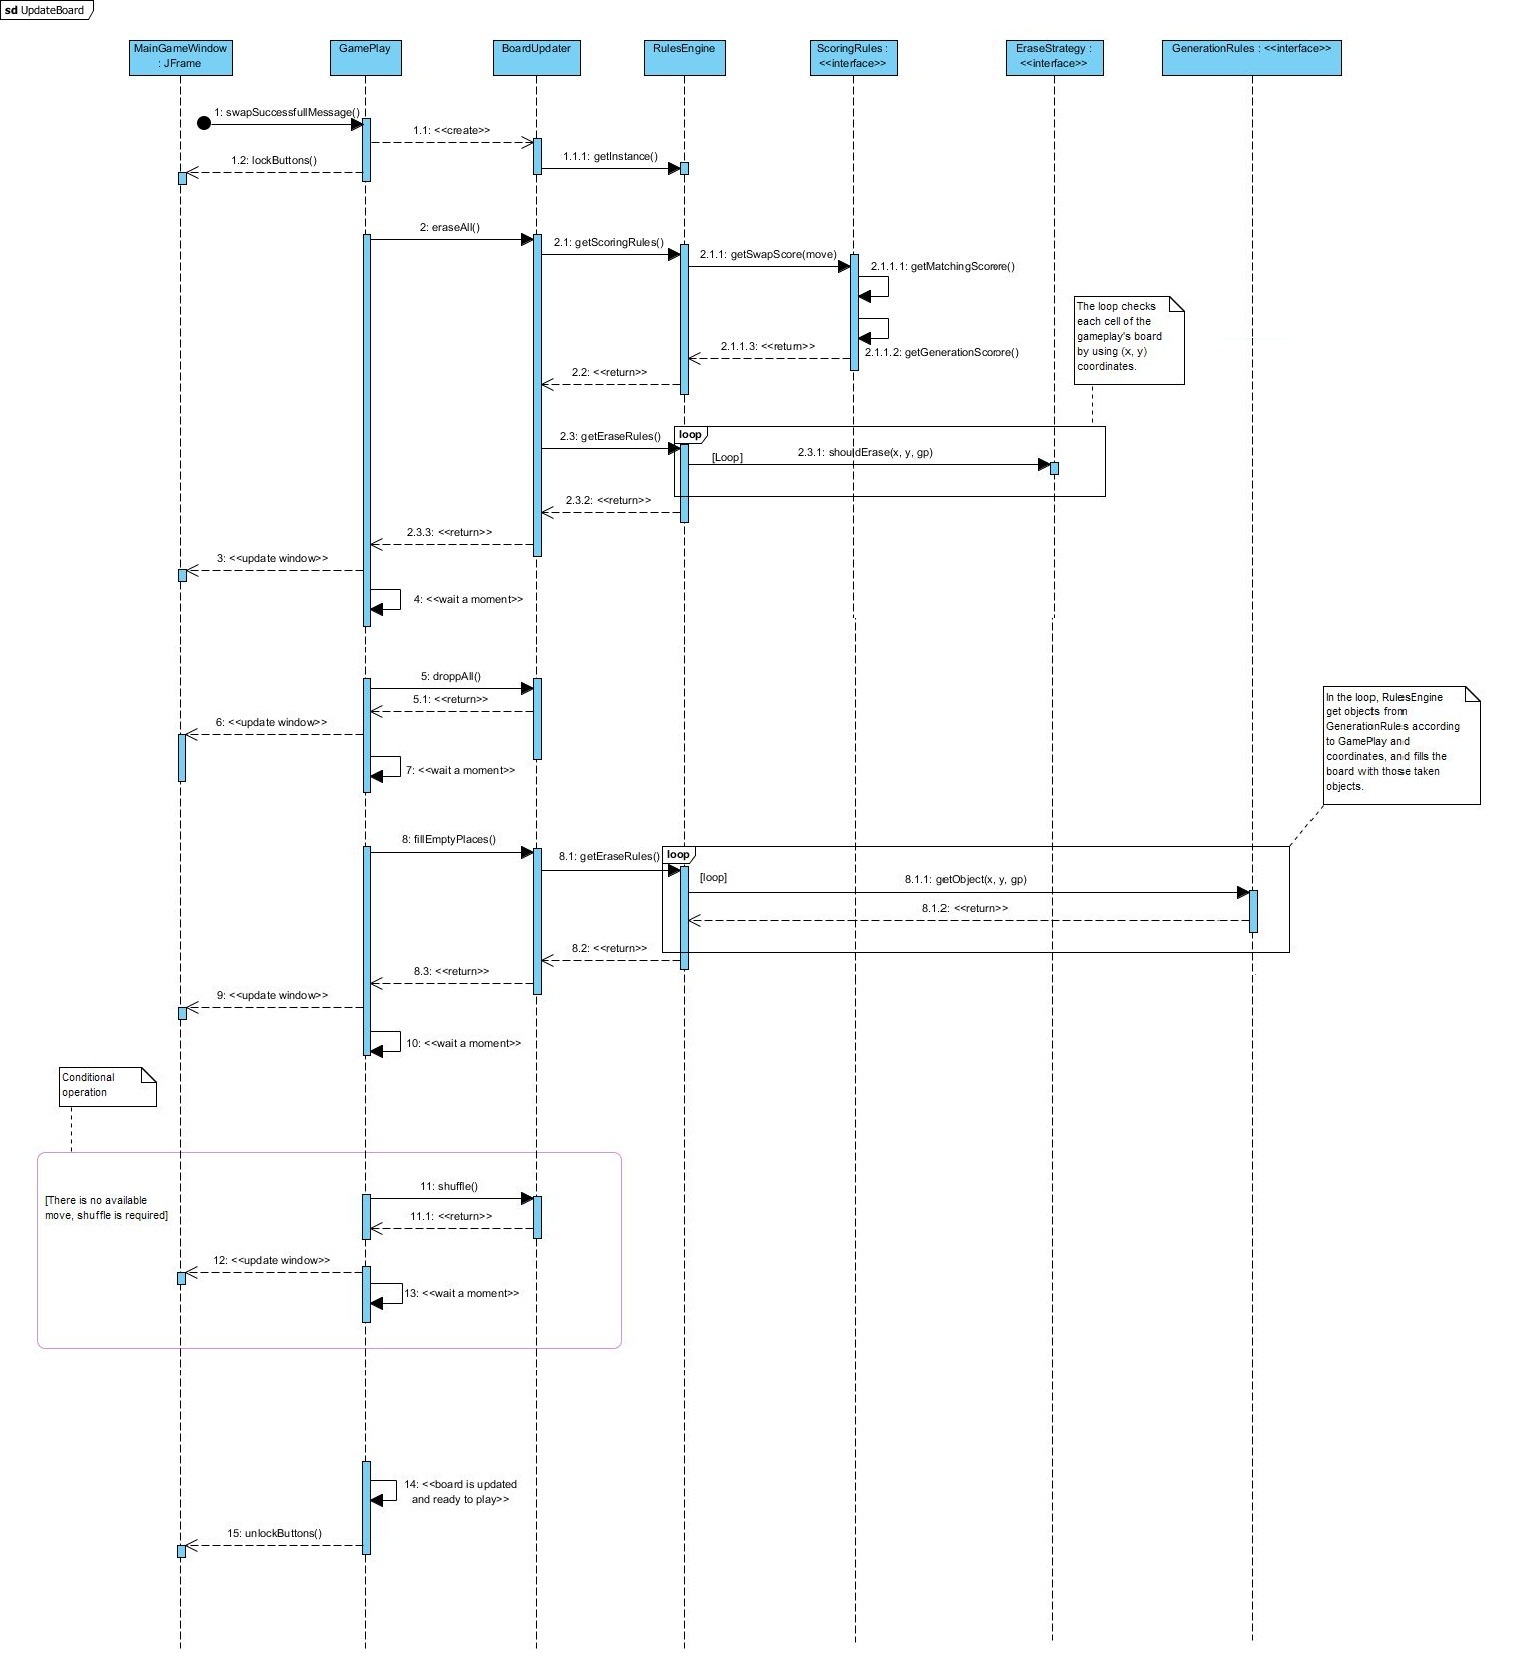 sd UpdateBoard
MainGameWindow
: JFrame
GamePlay
BoardUpdater
RulesEngine
ScoringRules :
<<interface>>
EraseStrategy :
<<interface>>
GenerationRules : <<interface>>
1: swapSuccessfullMessage()
1.1: <<create>>
1.1.1: getInstance()
1.2: lockButtons()
2: eraseAll()
2.1: getScoringRules()
2.1.1: getSwapScore(move)
2.1.1.1: getMatchingScorere()
2.1.1.3: <<return>>
2.1.1.2: getGenerationScorore()
2.2: <<return>>
The loop checks
each cell of the
gameplay's board
by using (x, y)
coordinates.
2.3: getEraseRules()
loop
[Loop]
2.3.1: shouldErase(x, y, gp)
2.3.2: <<return>>
2.3.3: <<return>>
3: <<update window>>
4: <<wait a moment>>
5: droppAll()
5.1: <<return>>
6: <<update window>>
7: <<wait a moment>>
In the loop, RulesEngine
get objects from
GenerationRules according
to GamePlay and
coordinates, and fills the
board with those taken
objects.
8: fillEmptyPlaces()
8.1: getEraseRules()
loop
[loop]
8.1.1: getObject(x, y, gp)
8.1.2: <<return>>
8.2: <<return>>
8.3: <<return>>
9: <<update window>>
10: <<wait a moment>>
Conditional
operation
[There is no available
move, shuffle is required]
11: shuffle()
11.1: <<return>>
12: <<update window>>
13: <<wait a moment>>
14: <<board is updated
and ready to play>>
15: unlockButtons()